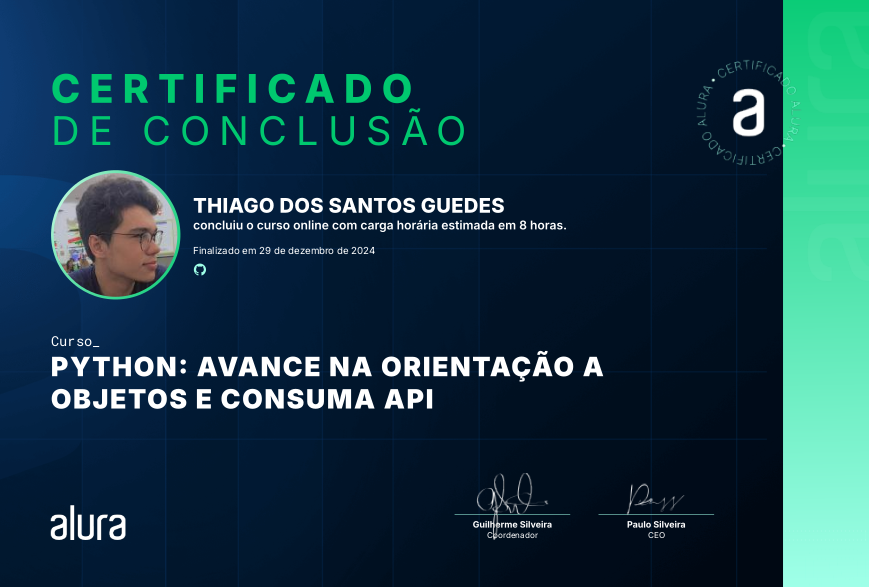 CERTIFICADO
DE CONCLUSÃO
CERTIFICADO ALURA • CERTIFICADO ALURA •
a
THIAGO DOS SANTOS GUEDES
concluiu o curso online com carga horária estimada em 8 horas.
Finalizado em 29 de dezembro de 2024
Curso_
PYTHON: AVANCE NA ORIENTAÇÃO A
OBJETOS E CONSUMA API
alura
Guilherme Silveira
Coordenador
Paulo Silveira
CEO
alura